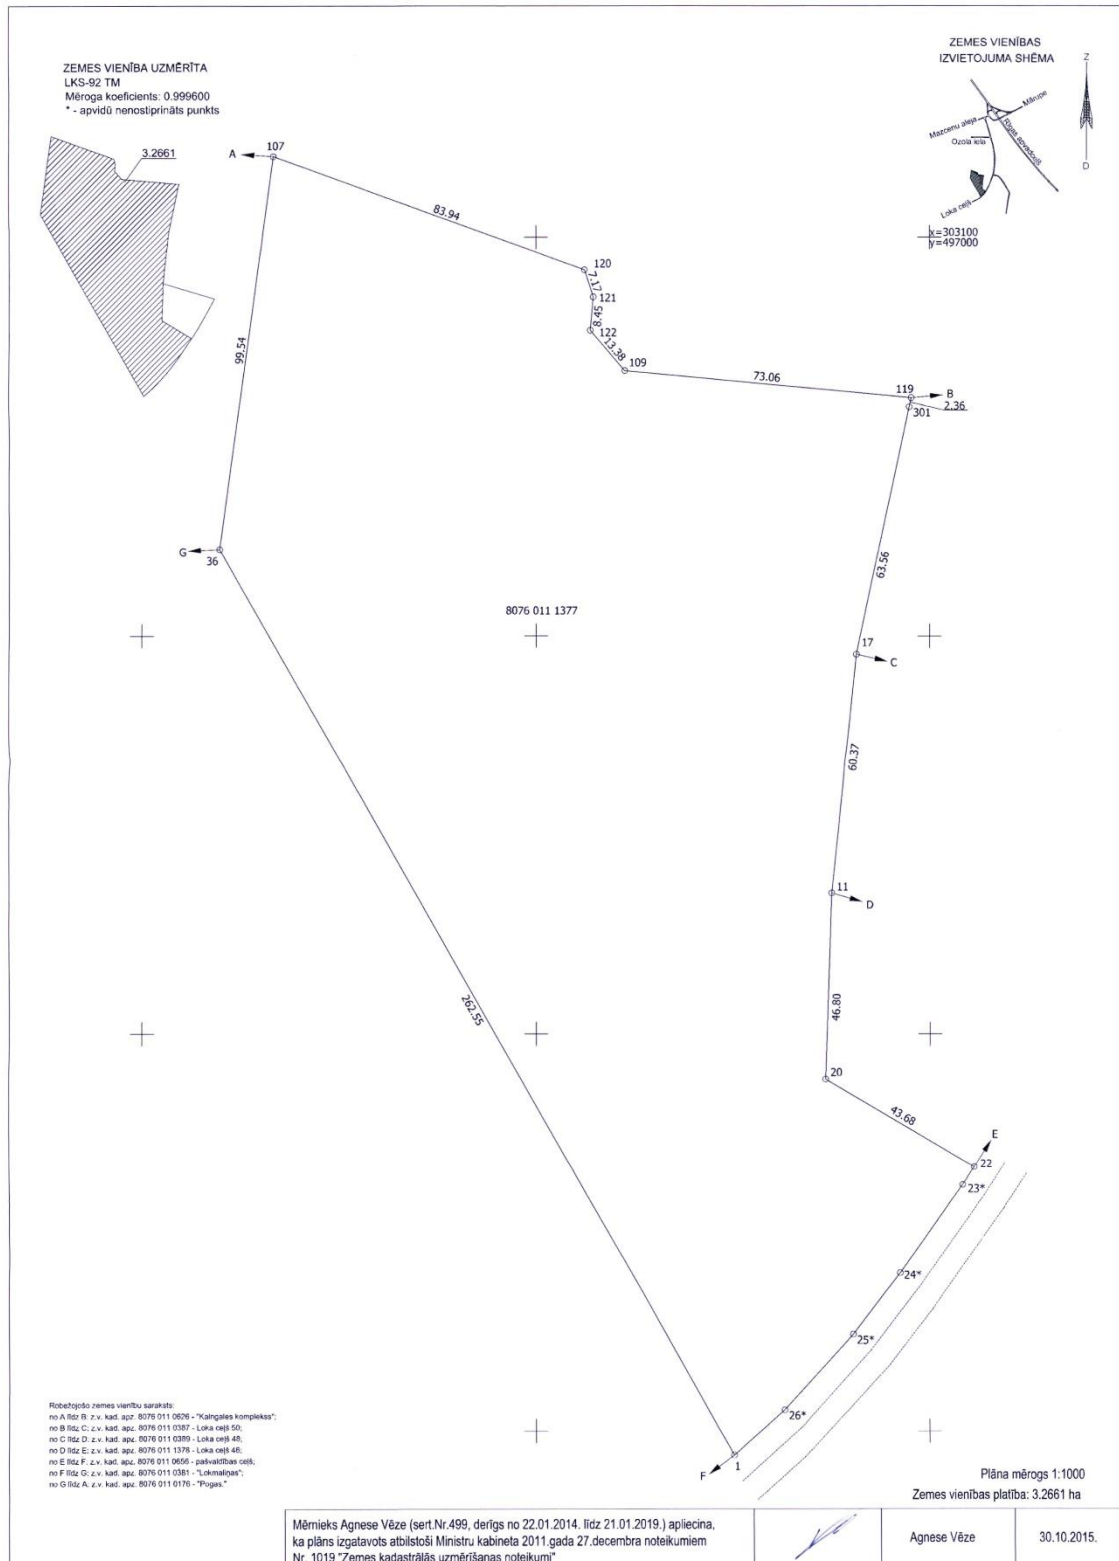 ZEMES VIENĪBA UZMĒRĪTA
LKS-92 TM
Mēroga koeficients: 0.999600
* - apvidū nenostiprināts punkts
3.2661
ZEMES VIENĪBAS
IZVIETOJUMA SHĒMA
Z
D
Mārupe
Mazcenu aleja
Rīgas apvadceļš
Ozolu iela
Loka ceļš
x=303100
y=497000
A
107
83.94
120
7.17
121
8.45
122
13.38
109
73.06
119
B
301
2.36
99.54
G
36
63.56
8076 011 1377
17
C
60.37
11
D
262.55
46.80
20
43.68
E
22
23*
24*
25*
26*
1
F
Robežojošo zemes vienību saraksts:
no A līdz B: z.v. kad. apz. 8076 011 0626 - "Kalngales komplekss";
no B līdz C: z.v. kad. apz. 8076 011 0387 - Loka ceļš 50;
no C līdz D: z.v. kad. apz. 8076 011 0389 - Loka ceļš 48;
no D līdz E: z.v. kad. apz. 8076 011 1378 - Loka ceļš 46;
no E līdz F: z.v. kad. apz. 8076 011 0656 - pašvaldības ceļš;
no F līdz G: z.v. kad. apz. 8076 011 0381 - "Lokmaliņas";
no G līdz A: z.v. kad. apz. 8076 011 0176 - "Pogas."
Plāna mērogs 1:1000
Zemes vienības platība: 3.2661 ha
Mērnieks Agnese Vēze (sert.Nr.499, derīgs no 22.01.2014. līdz 21.01.2019.) apliecina,
ka plāns izgatavots atbilstoši Ministru kabineta 2011.gada 27.decembra noteikumiem
Nr. 1019 "Zemes kadastrālās uzmērīšanas noteikumi"
Agnese Vēze
30.10.2015.